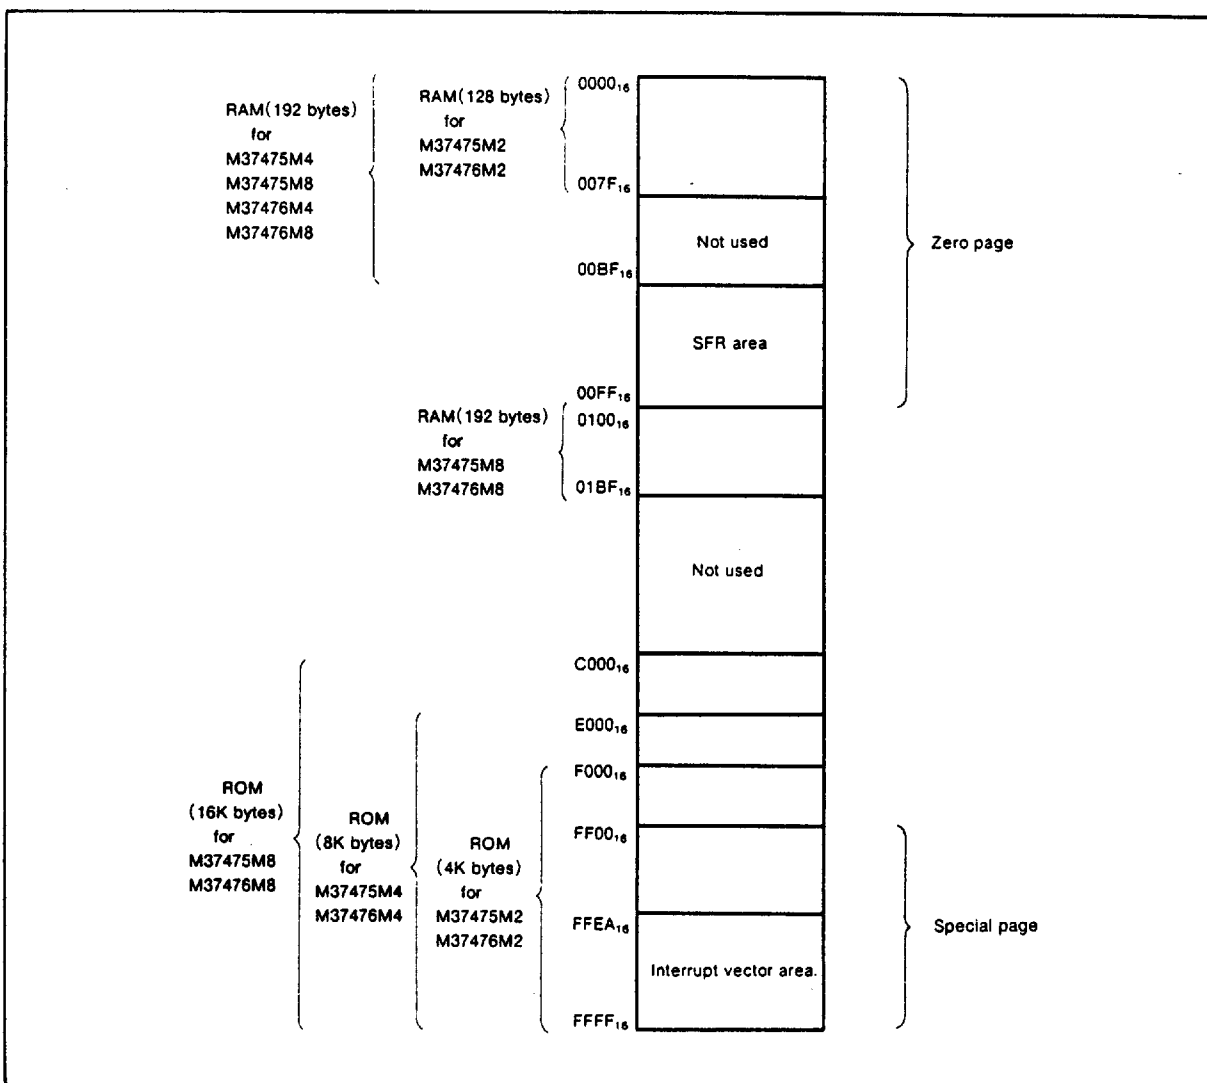 RAM(192 bytes)
for
M37475M4
M37475M8
M37476M4
M37476M8
RAM(128 bytes)
for
M37475M2
M37476M2
0000₁₆
007F₁₆
Not used
00BF₁₆
SFR area
00FF₁₆
Zero page
RAM(192 bytes)
for
M37475M8
M37476M8
0100₁₆
01BF₁₆
Not used
C000₁₆
E000₁₆
F000₁₆
ROM
(16K bytes)
for
M37475M8
M37476M8
ROM
(8K bytes)
for
M37475M4
M37476M4
ROM
(4K bytes)
for
M37475M2
M37476M2
FF00₁₆
FFEA₁₆
Interrupt vector area.
FFFF₁₆
Special page